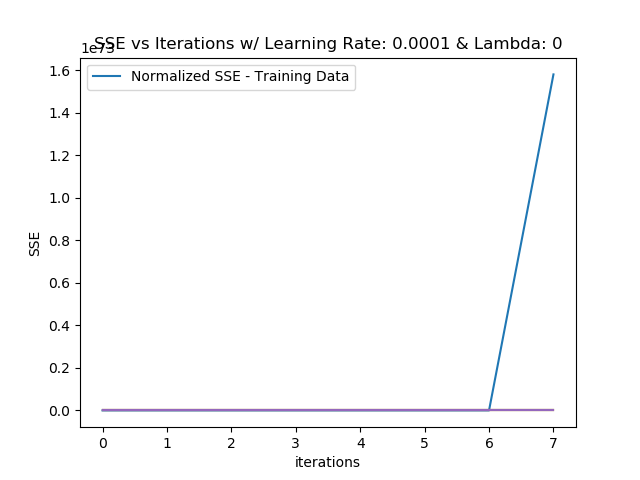 SSE vs Iterations w/ Learning Rate: 0.0001 & Lambda: 0
1e73
Normalized SSE - Training Data
1.6
1.4
1.2
1.0
0.8
0.6
0.4
0.2
0.0
SSE
0 1 2 3 4 5 6 7
iterations